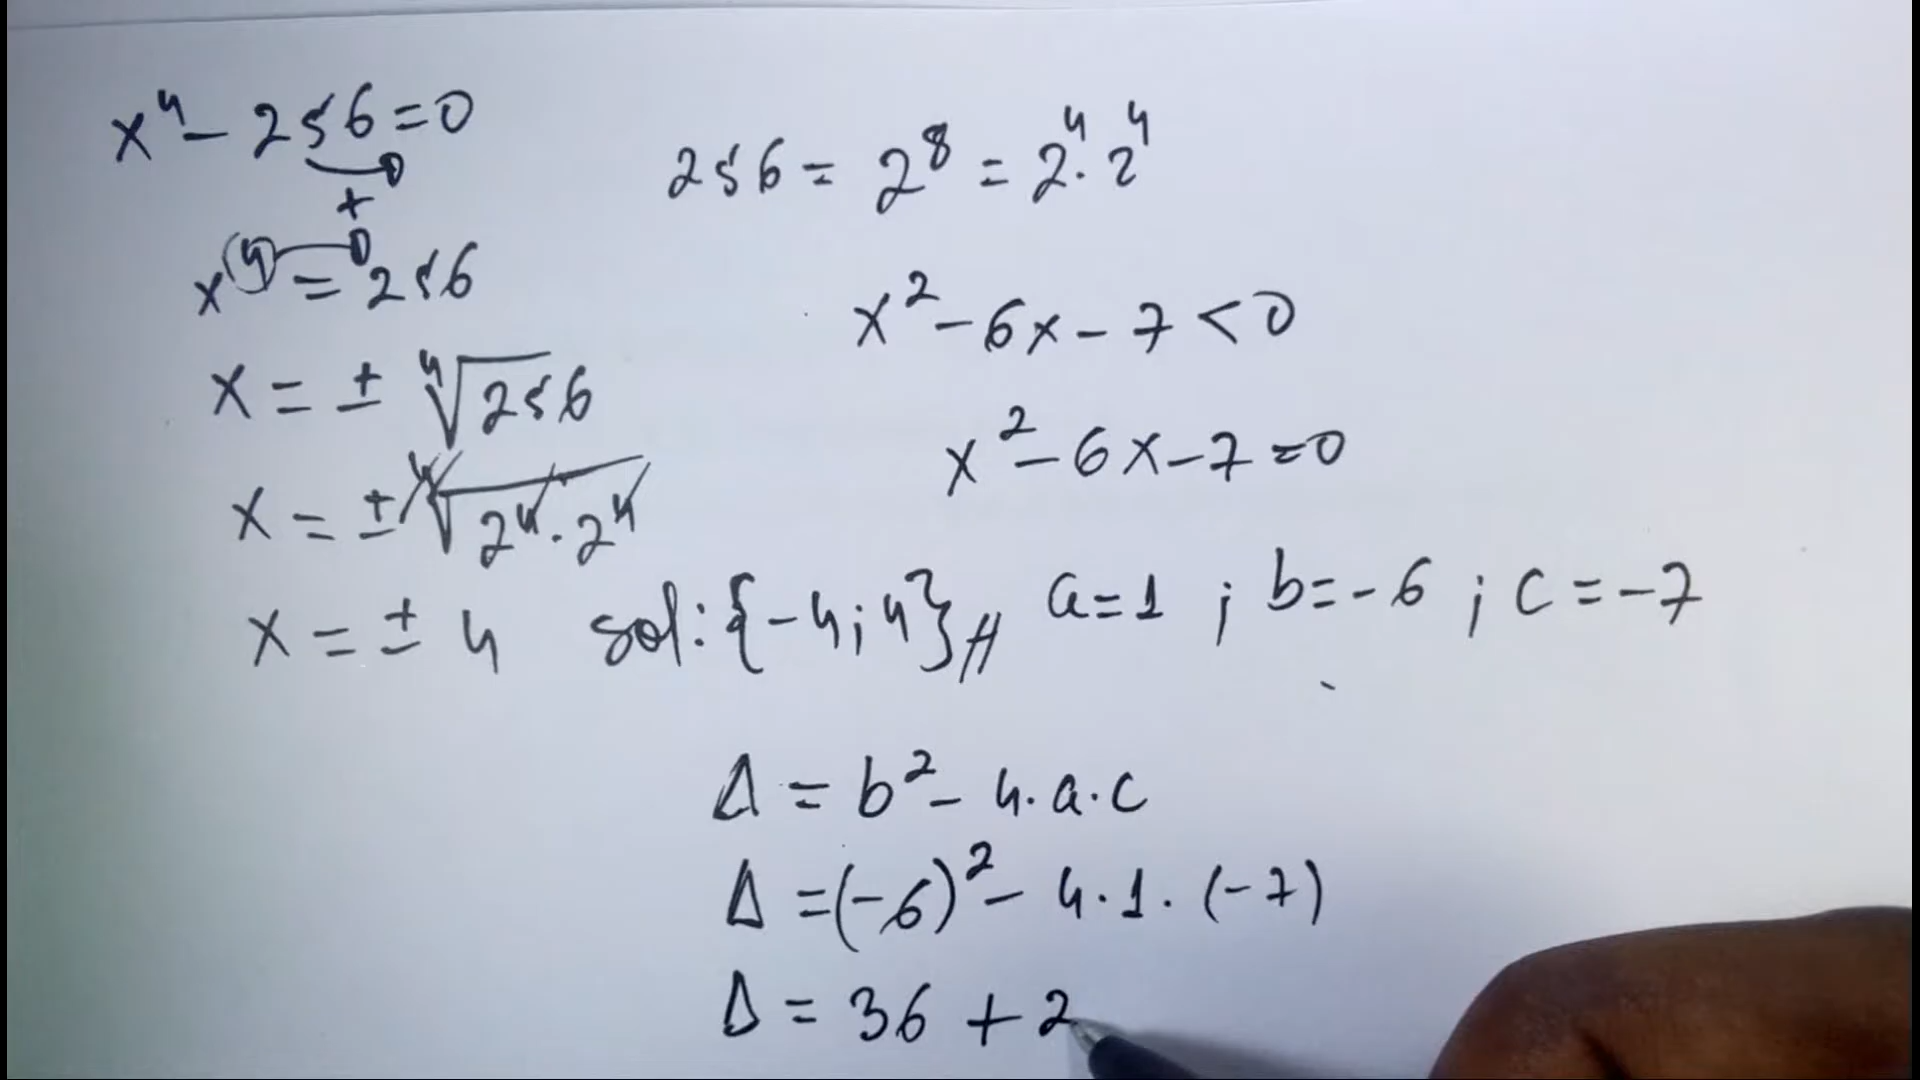 x⁴ - 256 = 0
+
x⁴ = 256
x = ± ⁴√256
x = ± ⁴√2⁴ · 2⁴
x = ± 4 sol: {-4; 4}//
256 = 2⁸ = 2⁴ · 2⁴
x² - 6x - 7 < 0
x² - 6x - 7 = 0
a = 1 ; b = -6 ; c = -7
Δ = b² - 4 · a · c
Δ = (-6)² - 4 · 1 · (-7)
Δ = 36 + 2